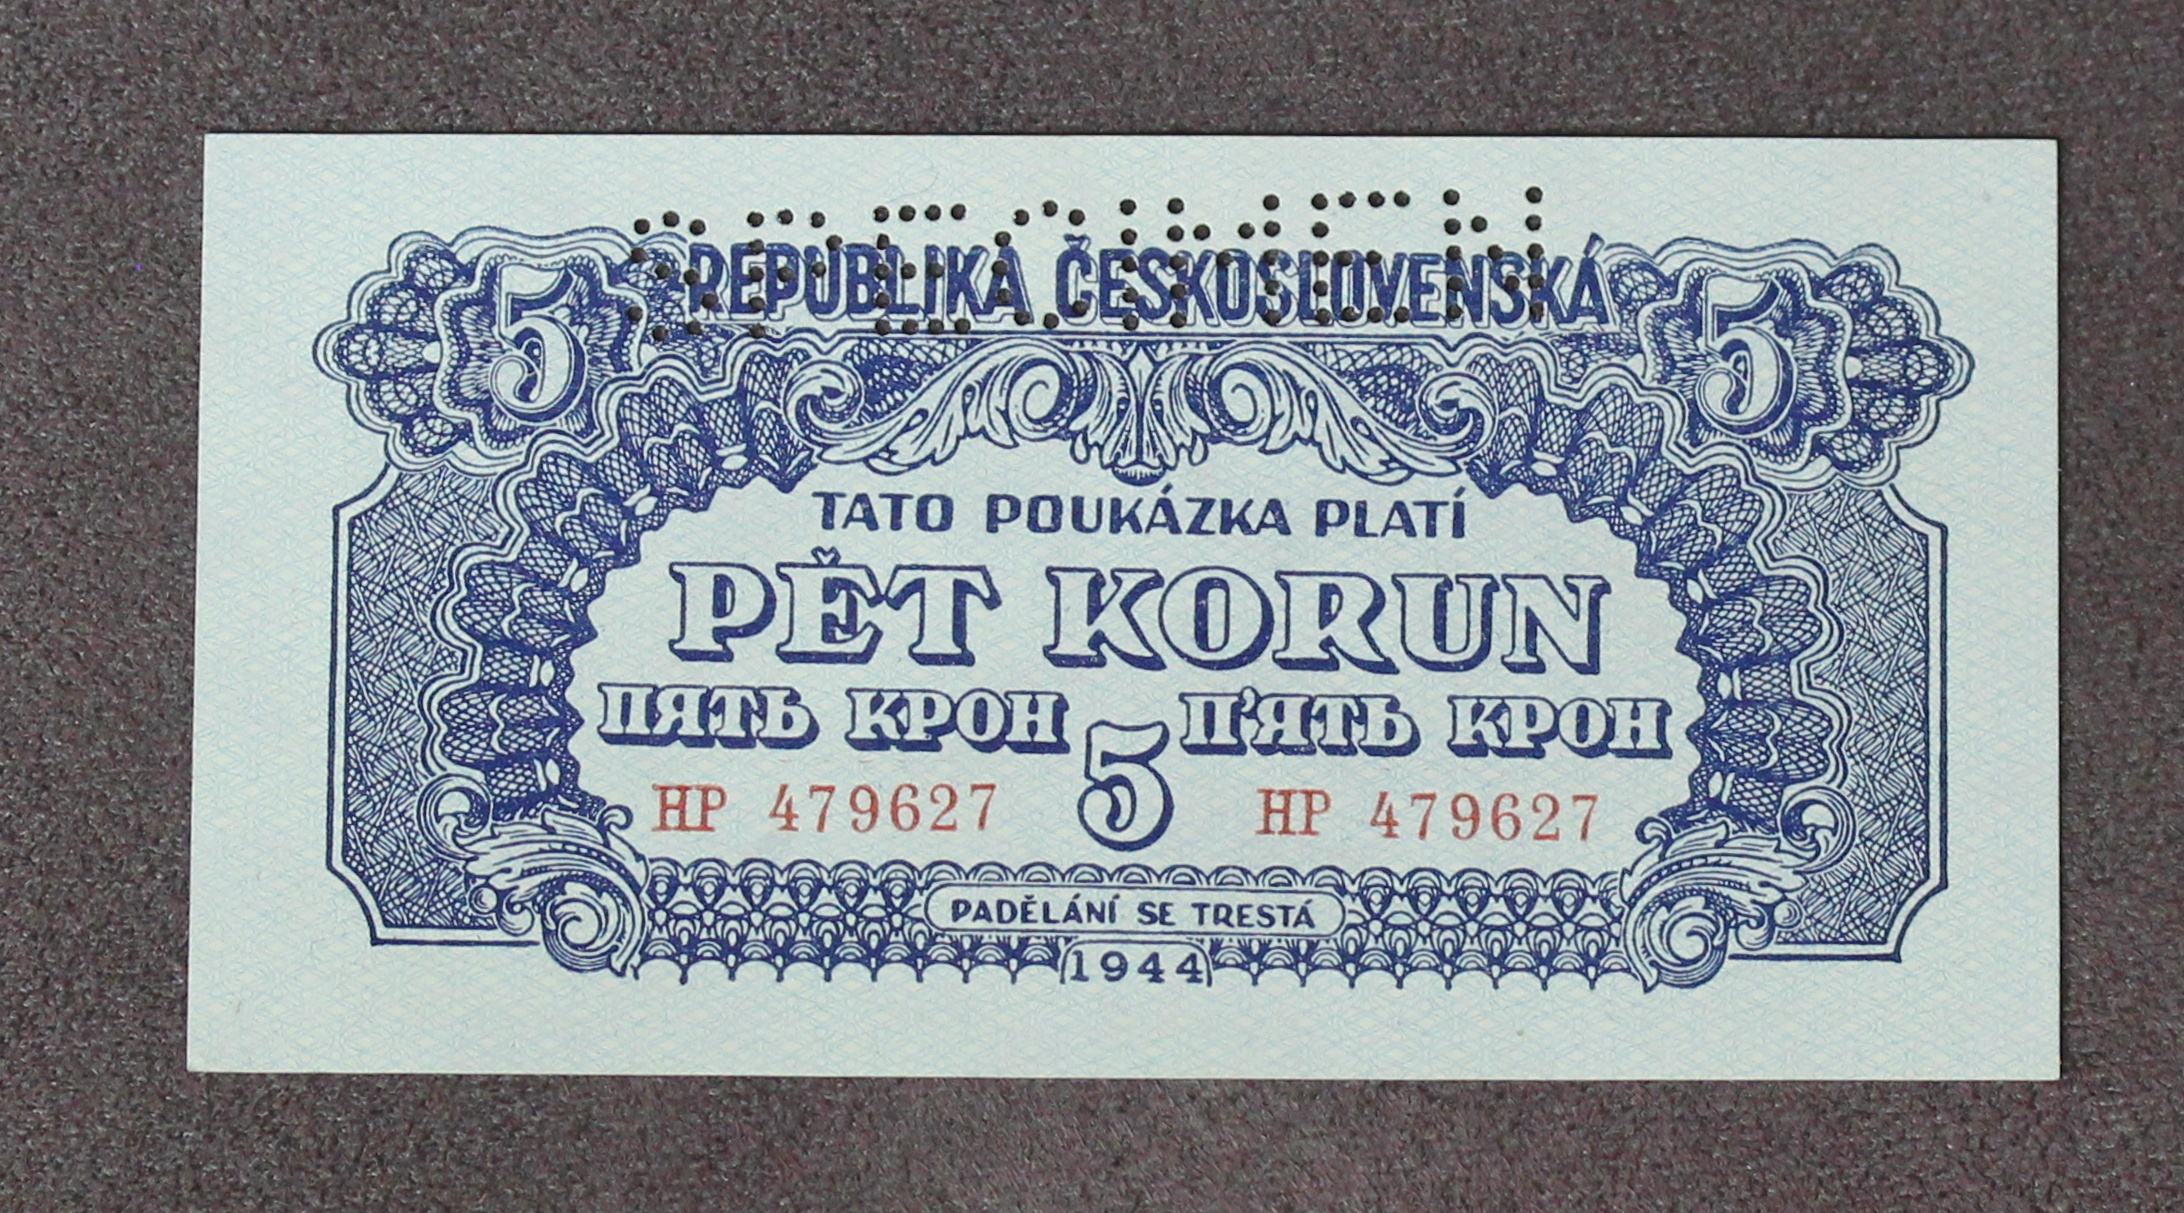 SPECIMEN
5 REPUBLIKA ČESKOSLOVENSKÁ 5
TATO POUKÁZKA PLATÍ
PĚT KORUN
ПЯТЬ КРОН П'ЯТЬ КРОН
5
HP 479627 HP 479627
PADĚLÁNÍ SE TRESTÁ
1944